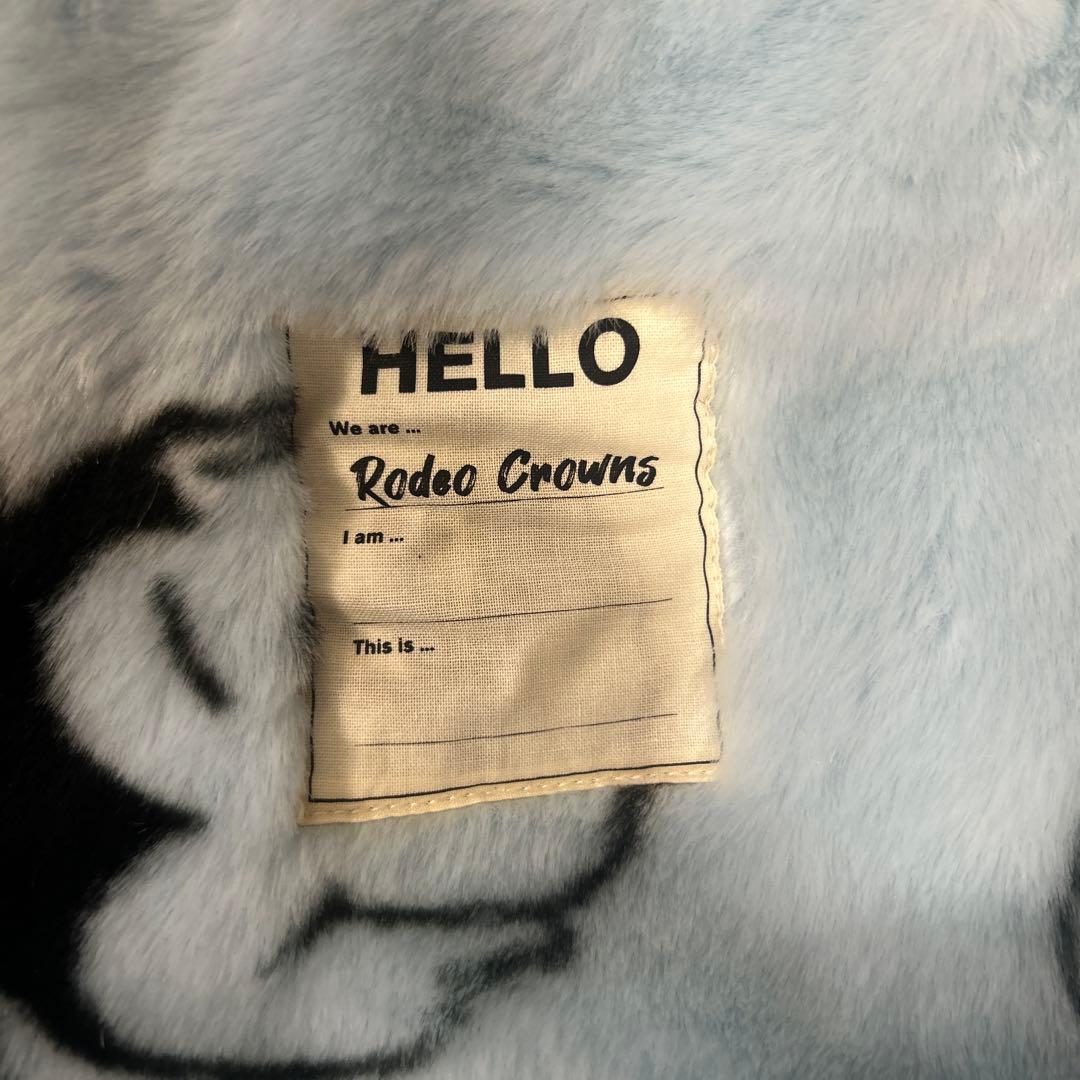 HELLO
We are ...
Rodeo Crowns
I am ...
This is ...